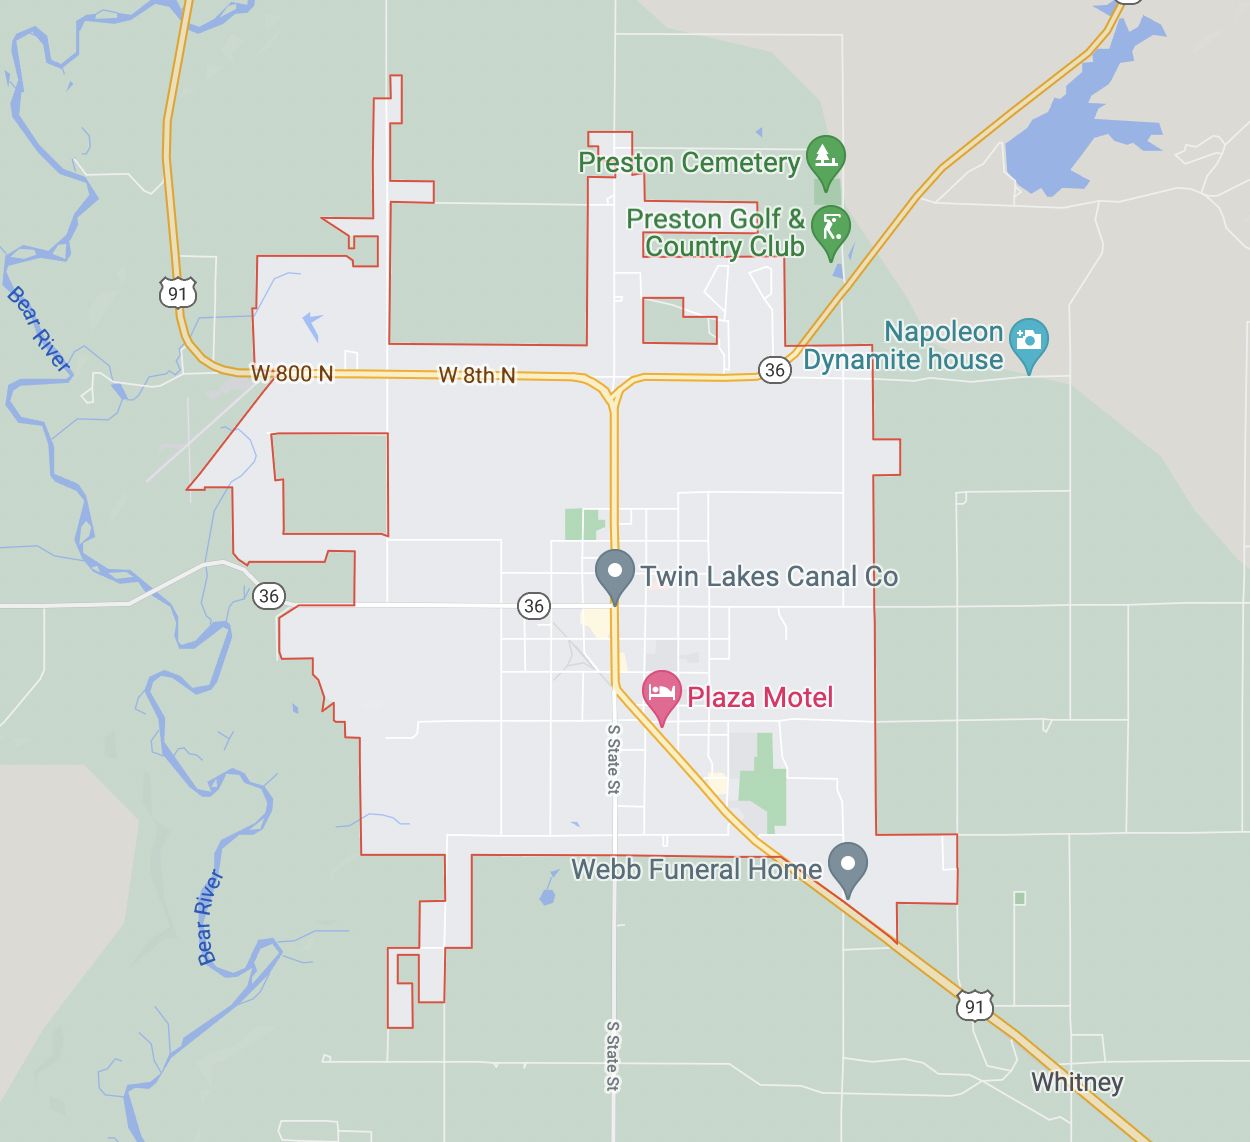 Preston Cemetery
Preston Golf &
Country Club
91
Bear River
Napoleon
Dynamite house
36
W 800 N
W 8th N
Twin Lakes Canal Co
36
36
Plaza Motel
S State St
Webb Funeral Home
Bear River
91
S State St
Whitney